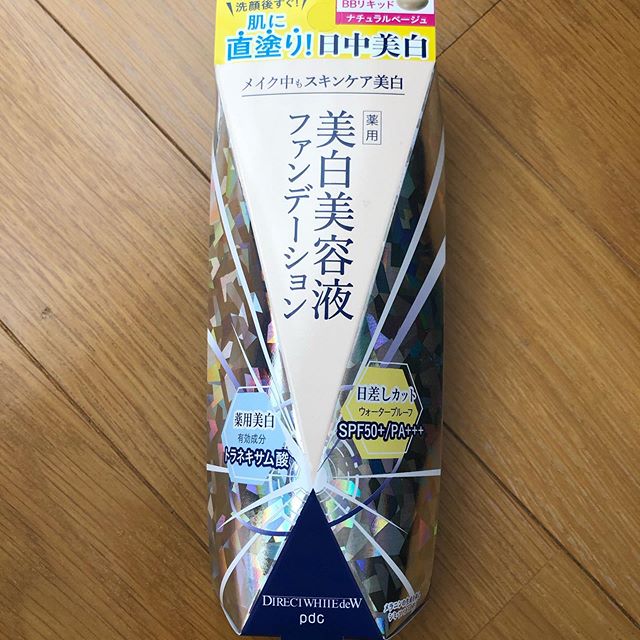 洗顔後すぐ!
肌に
直塗り!日中美白
BBリキッド
ナチュラルベージュ
メイク中もスキンケア美白
薬用
美白美容液
ファンデーション
日差しカット
ウォータープルーフ
SPF50+/PA+++
薬用美白
有効成分
トラネキサム酸
DIRECTWHITE deW
pdc